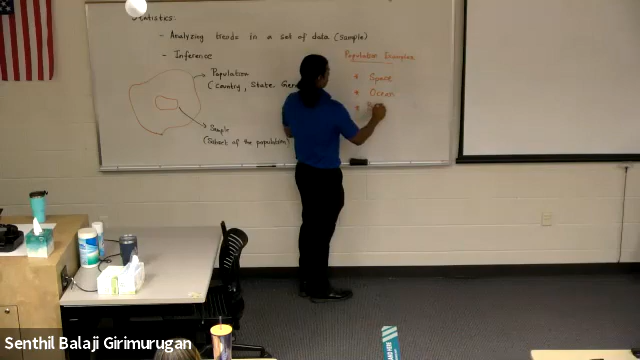 Statistics:
- Analyzing trends in a set of data (sample)
- Inference
Population
(Country, State, Gen
Sample
(Subset of the population)
Population Examples
* Space
* Ocean
Senthil Balaji Girimurugan